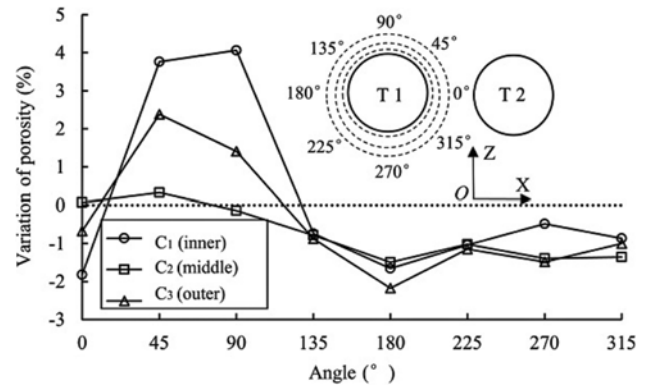 Variation of porosity (%)
5
4
3
2
1
0
-1
-2
-3
90°
135°
45°
180°
T 1
0°
T 2
225°
315°
270°
Z
O
X
C₁ (inner)
C₂ (middle)
C₃ (outer)
0 45 90 135 180 225 270 315
Angle (°)